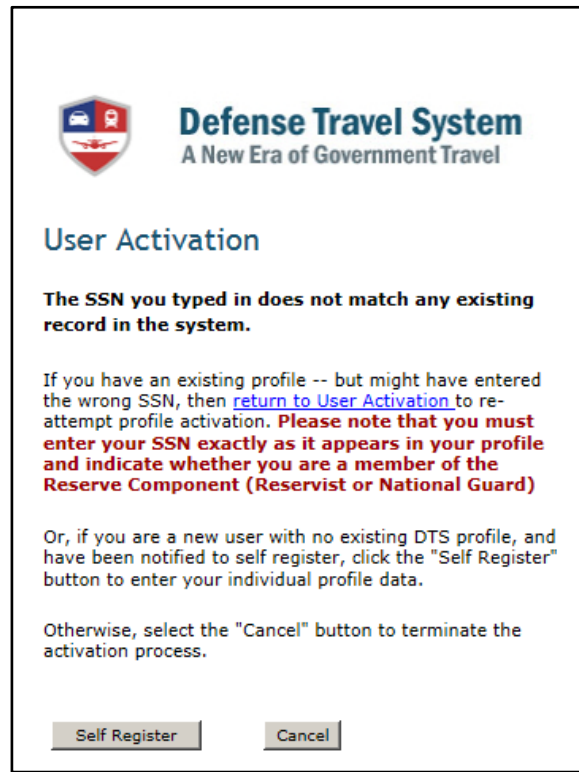 Defense Travel System
A New Era of Government Travel
User Activation
The SSN you typed in does not match any existing
record in the system.
If you have an existing profile -- but might have entered
the wrong SSN, then return to User Activation to re-
attempt profile activation. Please note that you must
enter your SSN exactly as it appears in your profile
and indicate whether you are a member of the
Reserve Component (Reservist or National Guard)
Or, if you are a new user with no existing DTS profile, and
have been notified to self register, click the "Self Register"
button to enter your individual profile data.
Otherwise, select the "Cancel" button to terminate the
activation process.
Self Register Cancel